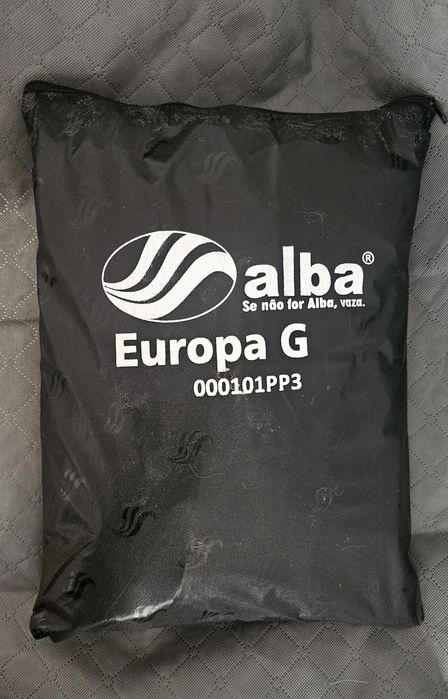 alba®
Se não for Alba, vaza.
Europa G
000101PP3